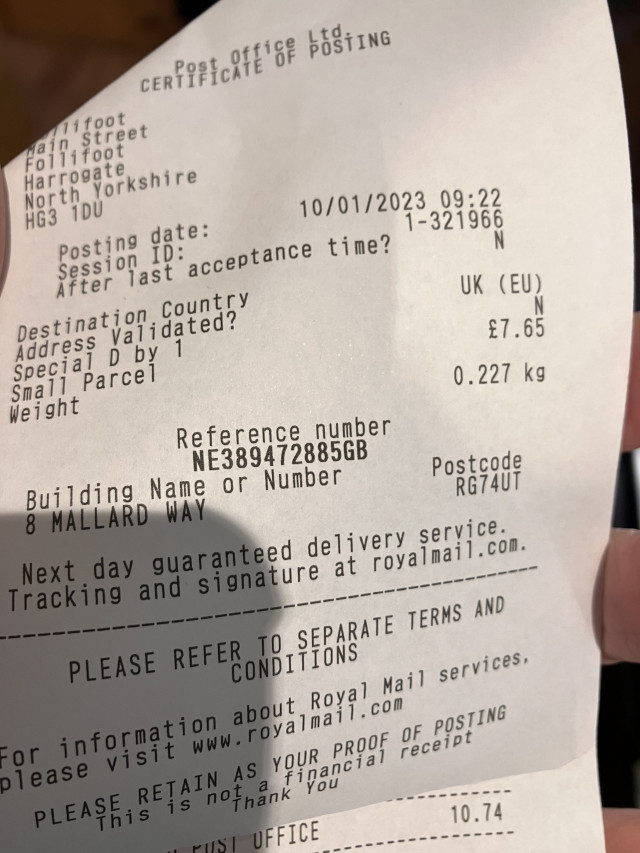 Post Office Ltd.
CERTIFICATE OF POSTING
Main Street
Follifoot
Harrogate
North Yorkshire
HG3 1DU
Posting date: 10/01/2023 09:22
Session ID: 1-321966
After last acceptance time? N
Destination Country UK (EU)
Address Validated? N
Special D by 1 £7.65
Small Parcel
Weight 0.227 kg
Reference number
NE389472885GB
Building Name or Number Postcode
8 MALLARD WAY RG74UT
Next day guaranteed delivery service.
Tracking and signature at royalmail.com.
PLEASE REFER TO SEPARATE TERMS AND
CONDITIONS
For information about Royal Mail services,
please visit www.royalmail.com
PLEASE RETAIN AS YOUR PROOF OF POSTING
This is not a financial receipt
Thank You
POST OFFICE 10.74